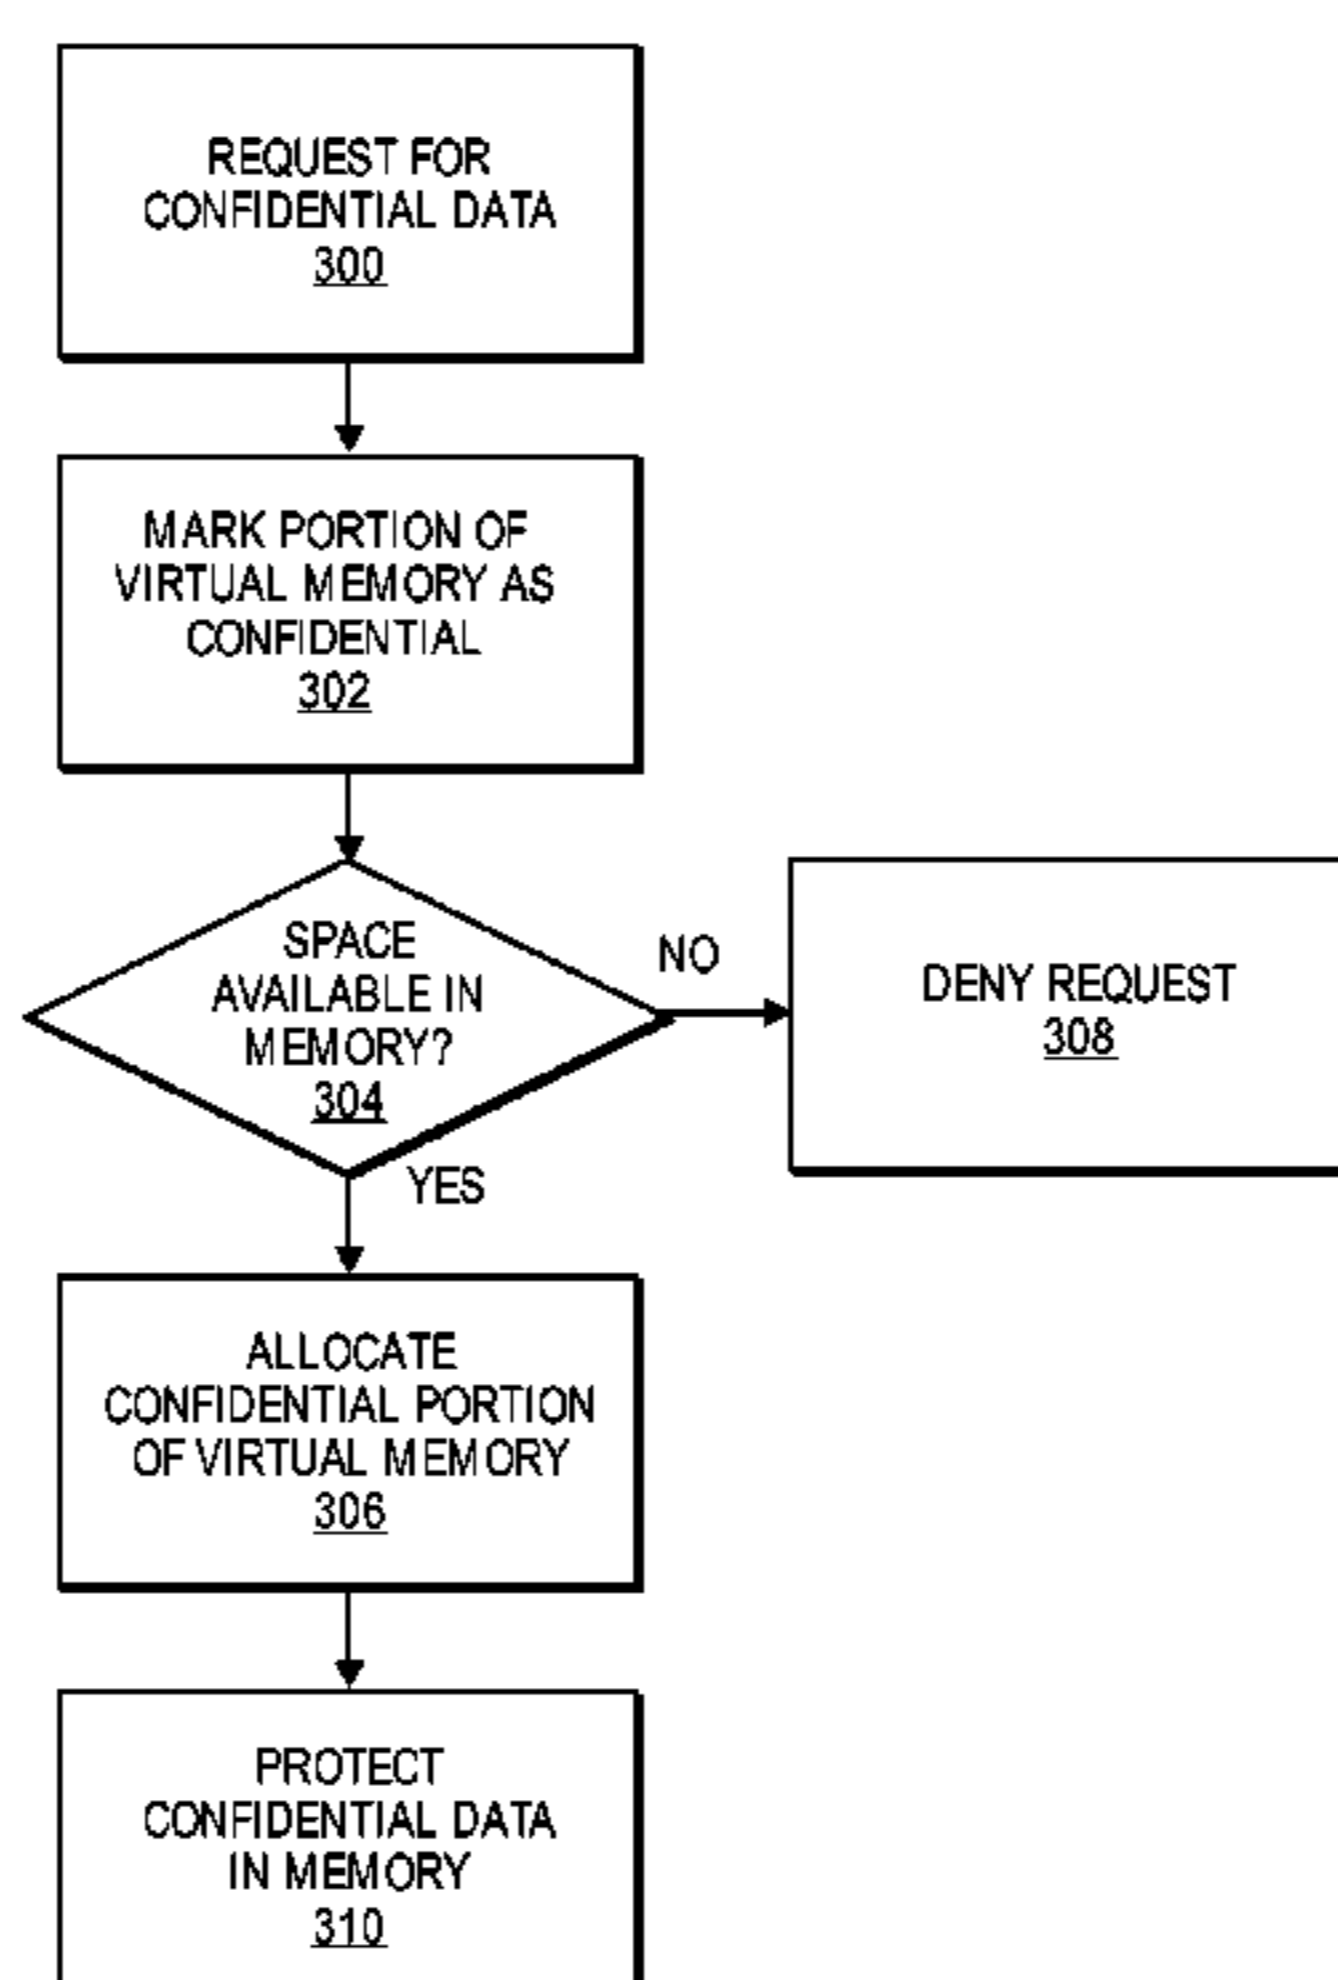 REQUEST FOR
CONFIDENTIAL DATA
300
MARK PORTION OF
VIRTUAL MEMORY AS
CONFIDENTIAL
302
SPACE
AVAILABLE IN
MEMORY?
304
NO
DENY REQUEST
308
YES
ALLOCATE
CONFIDENTIAL PORTION
OF VIRTUAL MEMORY
306
PROTECT
CONFIDENTIAL DATA
IN MEMORY
310